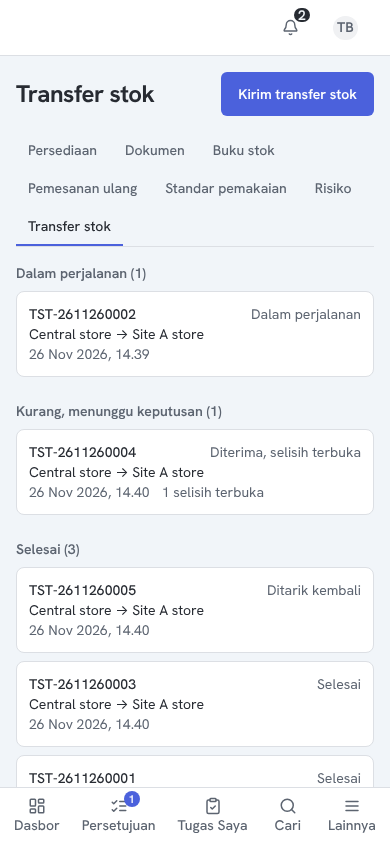 2
TB
Transfer stok
Kirim transfer stok
Persediaan Dokumen Buku stok
Pemesanan ulang Standar pemakaian Risiko
Transfer stok
Dalam perjalanan (1)
TST-2611260002 Dalam perjalanan
Central store → Site A store
26 Nov 2026, 14.39
Kurang, menunggu keputusan (1)
TST-2611260004 Diterima, selisih terbuka
Central store → Site A store
26 Nov 2026, 14.40 1 selisih terbuka
Selesai (3)
TST-2611260005 Ditarik kembali
Central store → Site A store
26 Nov 2026, 14.40
TST-2611260003 Selesai
Central store → Site A store
26 Nov 2026, 14.40
TST-2611260001 Selesai
1
Dasbor Persetujuan Tugas Saya Cari Lainnya